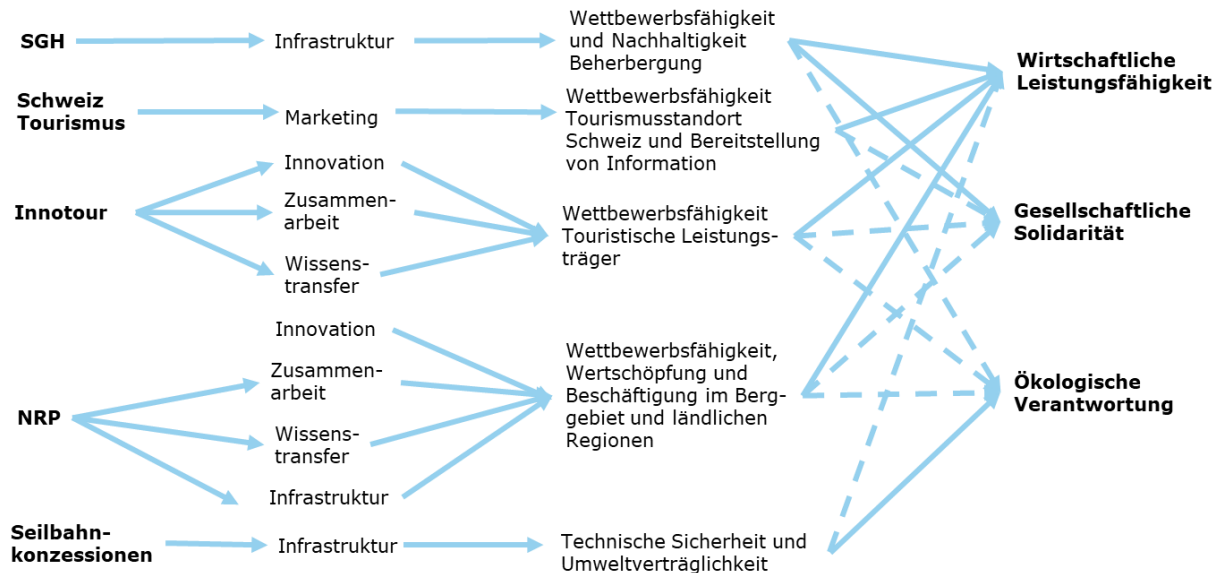 SGH
Infrastruktur
Wettbewerbsfähigkeit
und Nachhaltigkeit
Beherbergung
Schweiz
Tourismus
Marketing
Wettbewerbsfähigkeit
Tourismusstandort
Schweiz und Bereitstellung
von Information
Innotour
Innovation
Zusammen-
arbeit
Wissens-
transfer
Wettbewerbsfähigkeit
Touristische Leistungs-
träger
NRP
Innovation
Zusammen-
arbeit
Wissens-
transfer
Infrastruktur
Wettbewerbsfähigkeit,
Wertschöpfung und
Beschäftigung im Berg-
gebiet und ländlichen
Regionen
Seilbahn-
konzessionen
Infrastruktur
Technische Sicherheit und
Umweltverträglichkeit
Wirtschaftliche
Leistungsfähigkeit
Gesellschaftliche
Solidarität
Ökologische
Verantwortung